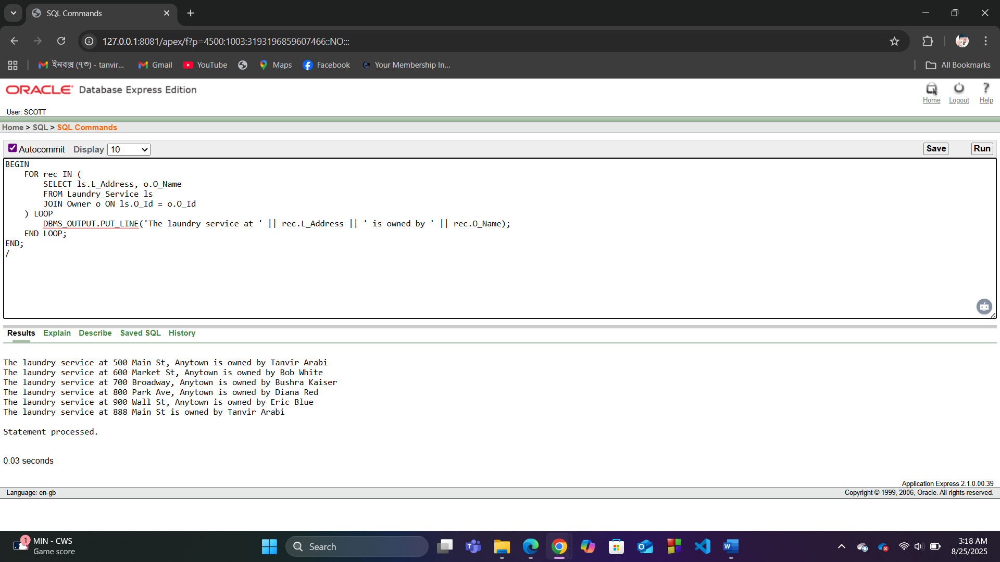 SQL Commands
127.0.0.1:8081/apex/f?p=4500:1003:3193196859607466::NO:::
ইনবক্স (৭৩) - tanvir... Gmail YouTube Maps Facebook Your Membership In... All Bookmarks
ORACLE Database Express Edition
Home Logout Help
User: SCOTT
Home > SQL > SQL Commands
Autocommit Display 10 Save Run
BEGIN
    FOR rec IN (
        SELECT ls.L_Address, o.O_Name
        FROM Laundry_Service ls
        JOIN Owner o ON ls.O_Id = o.O_Id
    ) LOOP
        DBMS_OUTPUT.PUT_LINE('The laundry service at ' || rec.L_Address || ' is owned by ' || rec.O_Name);
    END LOOP;
END;
/
Results Explain Describe Saved SQL History
The laundry service at 500 Main St, Anytown is owned by Tanvir Arabi
The laundry service at 600 Market St, Anytown is owned by Bob White
The laundry service at 700 Broadway, Anytown is owned by Bushra Kaiser
The laundry service at 800 Park Ave, Anytown is owned by Diana Red
The laundry service at 900 Wall St, Anytown is owned by Eric Blue
The laundry service at 888 Main St is owned by Tanvir Arabi
Statement processed.
0.03 seconds
Application Express 2.1.0.00.39
Language: en-gb Copyright © 1999, 2006, Oracle. All rights reserved.
1 MIN - CWS
Game score
Search
3:18 AM
8/25/2025